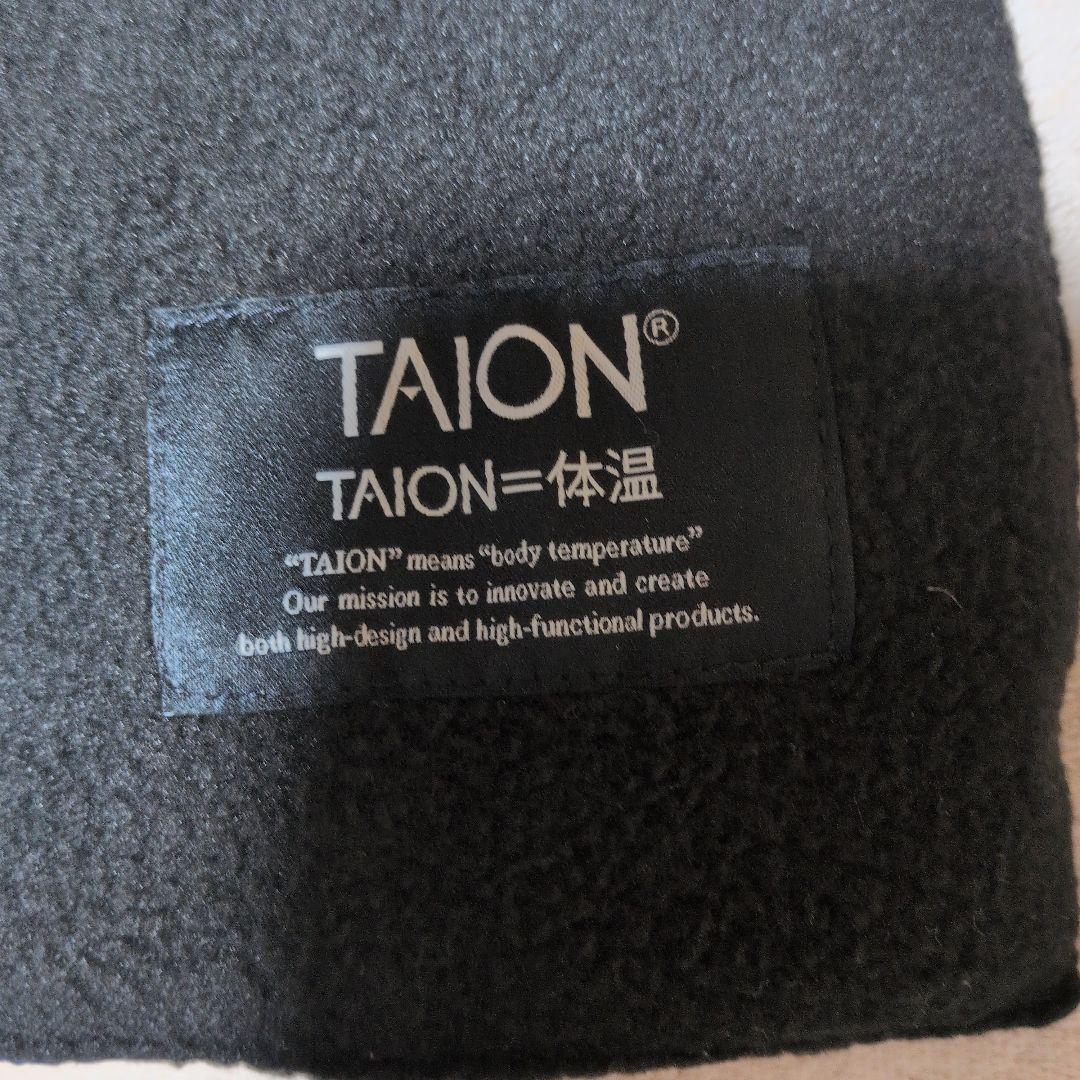 TAION®
TAION=体温
“TAION” means “body temperature”
Our mission is to innovate and create
both high-design and high-functional products.